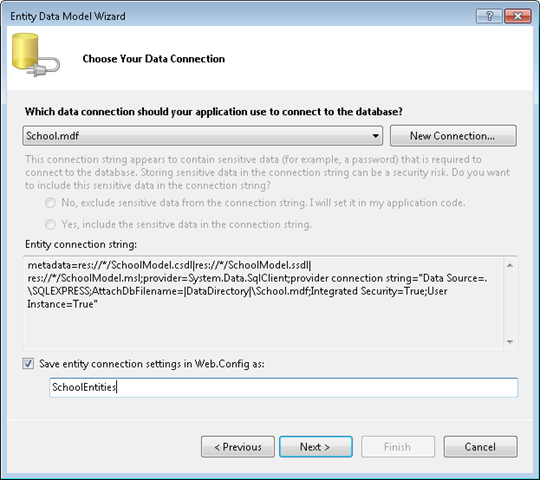 Entity Data Model Wizard
Choose Your Data Connection
Which data connection should your application use to connect to the database?
School.mdf
New Connection...
This connection string appears to contain sensitive data (for example, a password) that is required to
connect to the database. Storing sensitive data in the connection string can be a security risk. Do you want
to include this sensitive data in the connection string?
No, exclude sensitive data from the connection string. I will set it in my application code.
Yes, include the sensitive data in the connection string.
Entity connection string:
metadata=res://*/SchoolModel.csdl|res://*/SchoolModel.ssdl|
res://*/SchoolModel.msl;provider=System.Data.SqlClient;provider connection string="Data Source=.
\SQLEXPRESS;AttachDbFilename=|DataDirectory|\School.mdf;Integrated Security=True;User
Instance=True"
Save entity connection settings in Web.Config as:
SchoolEntities
< Previous
Next >
Finish
Cancel